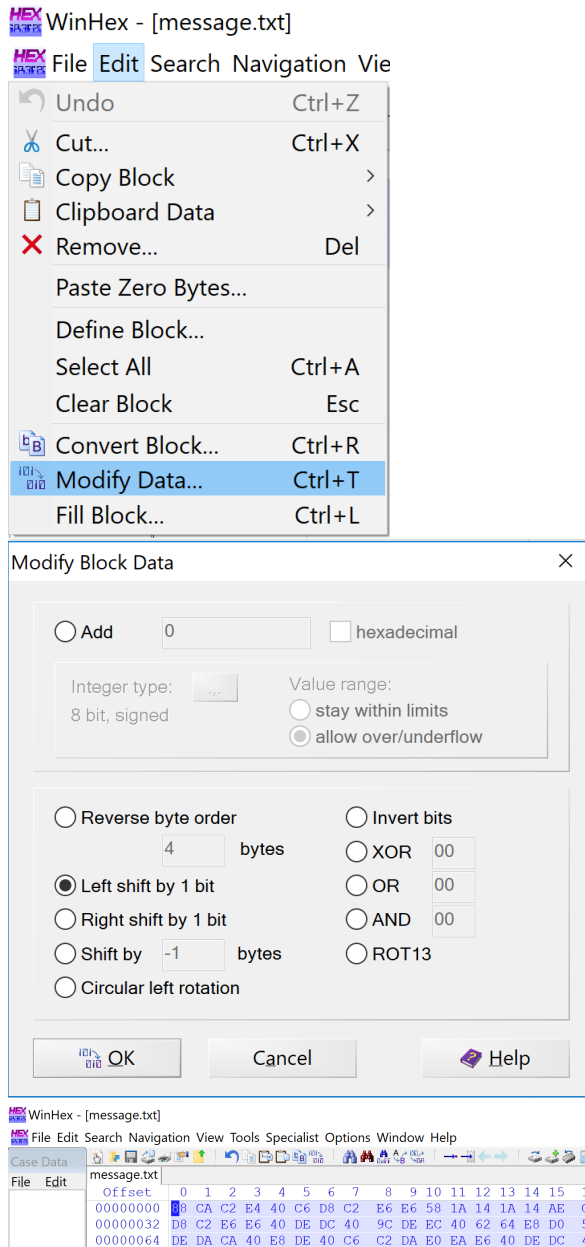 HEX WinHex - [message.txt]
HEX File Edit Search Navigation Vie
Undo Ctrl+Z
Cut... Ctrl+X
Copy Block
Clipboard Data
Remove... Del
Paste Zero Bytes...
Define Block...
Select All Ctrl+A
Clear Block Esc
Convert Block... Ctrl+R
Modify Data... Ctrl+T
Fill Block... Ctrl+L
Modify Block Data
Add 0 hexadecimal
Integer type: ... Value range:
8 bit, signed stay within limits
allow over/underflow
Reverse byte order Invert bits
4 bytes XOR 00
Left shift by 1 bit OR 00
Right shift by 1 bit AND 00
Shift by -1 bytes ROT13
Circular left rotation
OK Cancel Help
HEX WinHex - [message.txt]
HEX File Edit Search Navigation View Tools Specialist Options Window Help
Case Data
File Edit message.txt
Offset 0 1 2 3 4 5 6 7 8 9 10 11 12 13 14 15
00000000 88 CA C2 E4 40 C6 D8 C2 E6 E6 58 1A 14 1A 14 AE
00000032 D8 C2 E6 E6 40 DE DC 40 9C DE EC 40 62 64 E8 D0
00000064 DE DA CA 40 E8 DE 40 C6 C2 DA E0 EA E6 40 DE DC